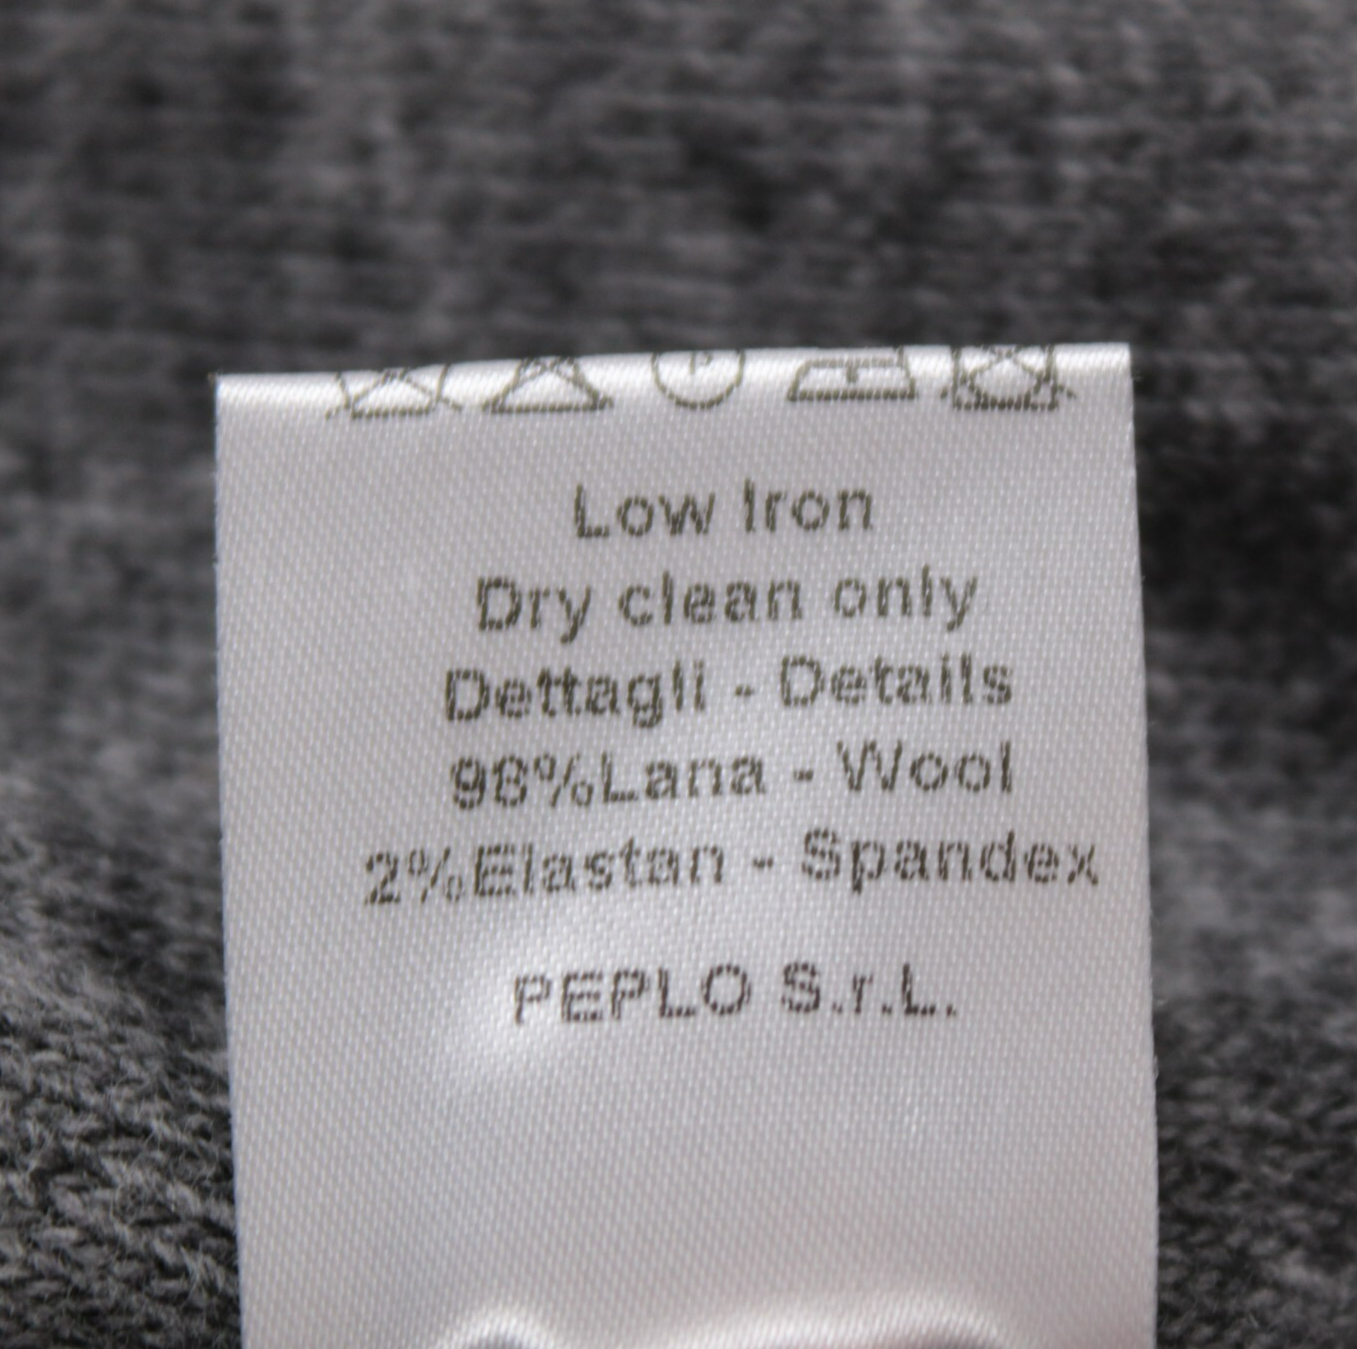 Low Iron
Dry clean only
Dettagli - Details
98%Lana - Wool
2%Elastan - Spandex
PEPLO S.r.L.